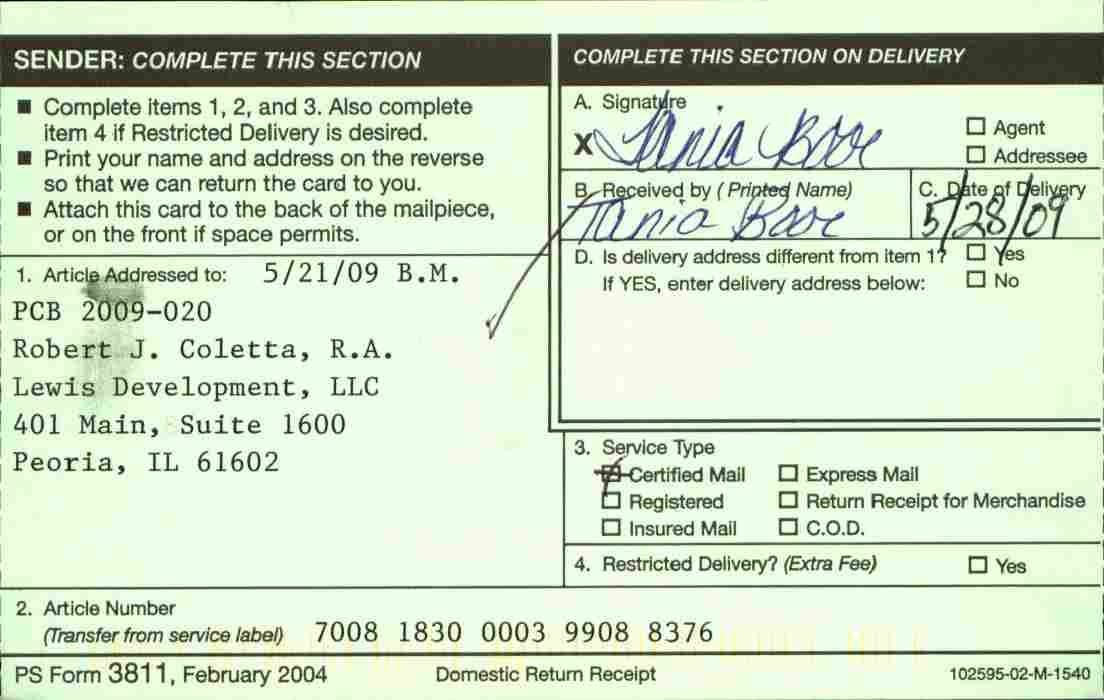 SENDER: COMPLETE THIS SECTION
■ Complete items 1, 2, and 3. Also complete
item 4 if Restricted Delivery is desired.
■ Print your name and address on the reverse
so that we can return the card to you.
■ Attach this card to the back of the mailpiece,
or on the front if space permits.
1. Article Addressed to: 5/21/09 B.M.
PCB 2009-020
Robert J. Coletta, R.A.
Lewis Development, LLC
401 Main, Suite 1600
Peoria, IL 61602
COMPLETE THIS SECTION ON DELIVERY
A. Signature
X Tania
☐ Agent
☐ Addressee
B. Received by (Printed Name)
Tania
C. Date of Delivery
5/28/09
D. Is delivery address different from item 1? ☐ Yes
If YES, enter delivery address below: ☐ No
3. Service Type
☒ Certified Mail ☐ Express Mail
☐ Registered ☐ Return Receipt for Merchandise
☐ Insured Mail ☐ C.O.D.
4. Restricted Delivery? (Extra Fee) ☐ Yes
2. Article Number
(Transfer from service label) 7008 1830 0003 9908 8376
PS Form 3811, February 2004 Domestic Return Receipt 102595-02-M-1540